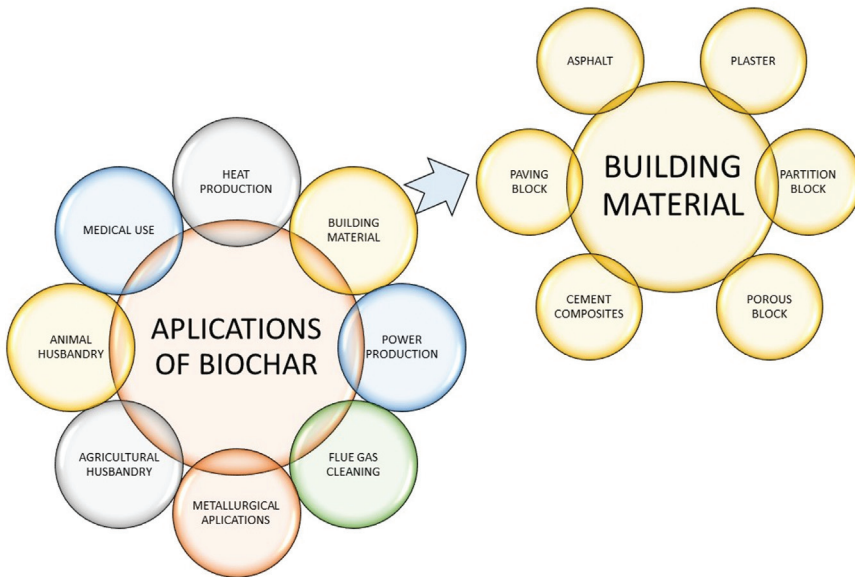 APLICATIONS
OF BIOCHAR
HEAT
PRODUCTION
BUILDING
MATERIAL
POWER
PRODUCTION
FLUE GAS
CLEANING
METALLURGICAL
APLICATIONS
AGRICULTURAL
HUSBANDRY
ANIMAL
HUSBANDRY
MEDICAL USE
BUILDING
MATERIAL
ASPHALT
PLASTER
PARTITION
BLOCK
POROUS
BLOCK
CEMENT
COMPOSITES
PAVING
BLOCK